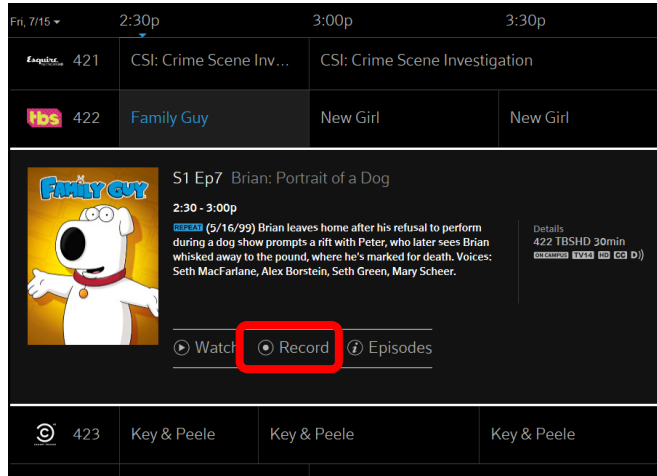 Fri, 7/15 2:30p 3:00p 3:30p
Esquire NETWORK 421 CSI: Crime Scene Inv... CSI: Crime Scene Investigation
tbs 422 Family Guy New Girl New Girl
FAMILY GUY
S1 Ep7 Brian: Portrait of a Dog
2:30 - 3:00p
REPEAT (5/16/99) Brian leaves home after his refusal to perform
during a dog show prompts a rift with Peter, who later sees Brian
whisked away to the pound, where he's marked for death. Voices:
Seth MacFarlane, Alex Borstein, Seth Green, Mary Scheer.
Details
422 TBSHD 30min
ON CAMPUS TV14 HD CC D))
Watch Record Episodes
423 Key & Peele Key & Peele Key & Peele